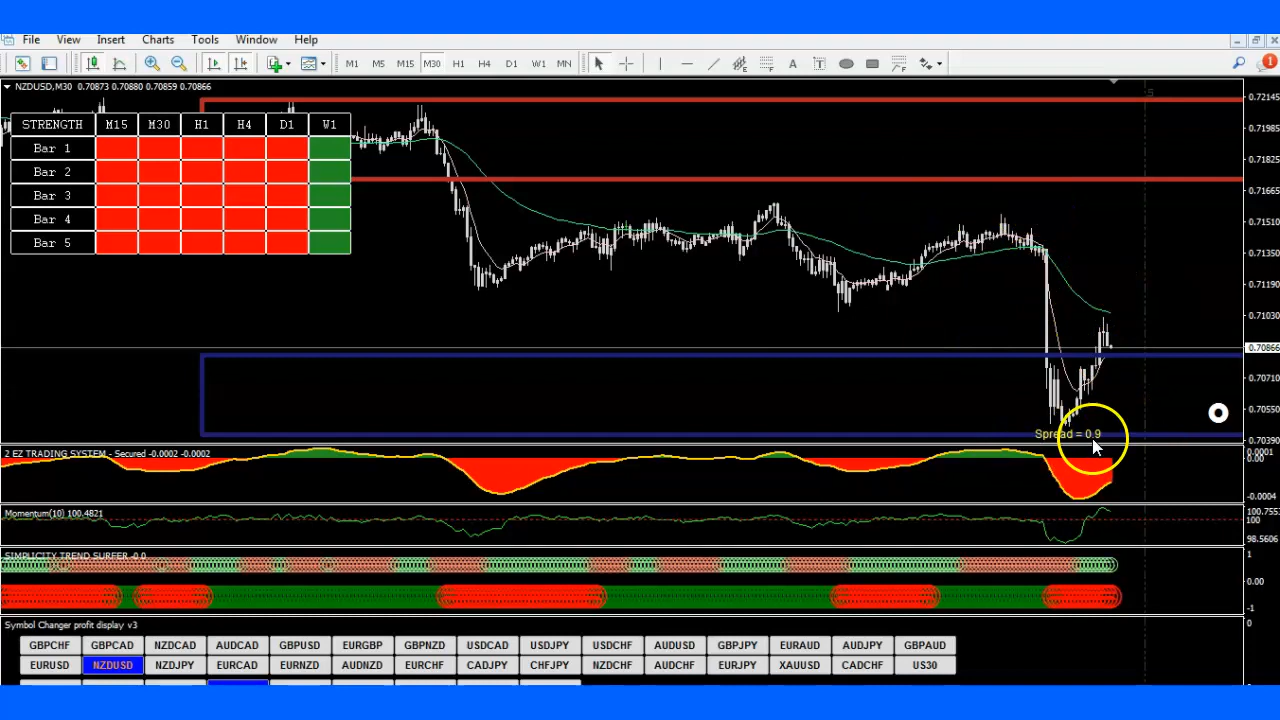 File View Insert Charts Tools Window Help
M1 M5 M15 M30 H1 H4 D1 W1 MN A T 1
NZDUSD,M30 0.70873 0.70880 0.70859 0.70866
STRENGTH M15 M30 H1 H4 D1 W1
Bar 1
Bar 2
Bar 3
Bar 4
Bar 5
0.72145
0.71985
0.71825
0.71665
0.71510
0.71350
0.71190
0.71030
0.70866
0.70710
0.70550
0.70390
Spread = 0.9
2 EZ TRADING SYSTEM - Secured -0.0002 -0.0002
0.0001
0.00
-0.0004
Momentum(10) 100.4821
100
98.5606
SIMPLICITY TREND SURFER -0.0
1
0.00
-1
Symbol Changer profit display v3
0
GBPCHF GBPCAD NZDCAD AUDCAD GBPUSD EURGBP GBPNZD USDCAD USDJPY USDCHF AUDUSD GBPJPY EURAUD AUDJPY GBPAUD
EURUSD NZDUSD NZDJPY EURCAD EURNZD AUDNZD EURCHF CADJPY CHFJPY NZDCHF AUDCHF EURJPY XAUSD CADCHF US30